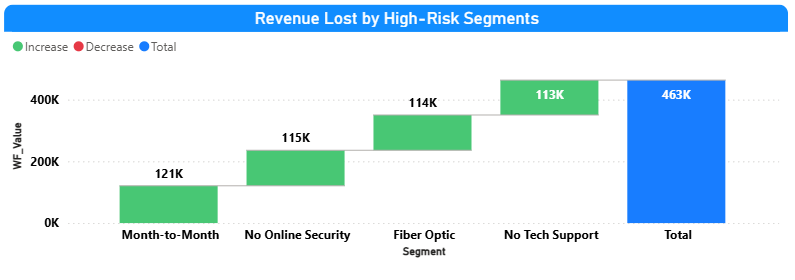 Revenue Lost by High-Risk Segments
Increase Decrease Total
WF_Value
400K
200K
0K
121K
115K
114K
113K
463K
Month-to-Month No Online Security Fiber Optic No Tech Support Total
Segment